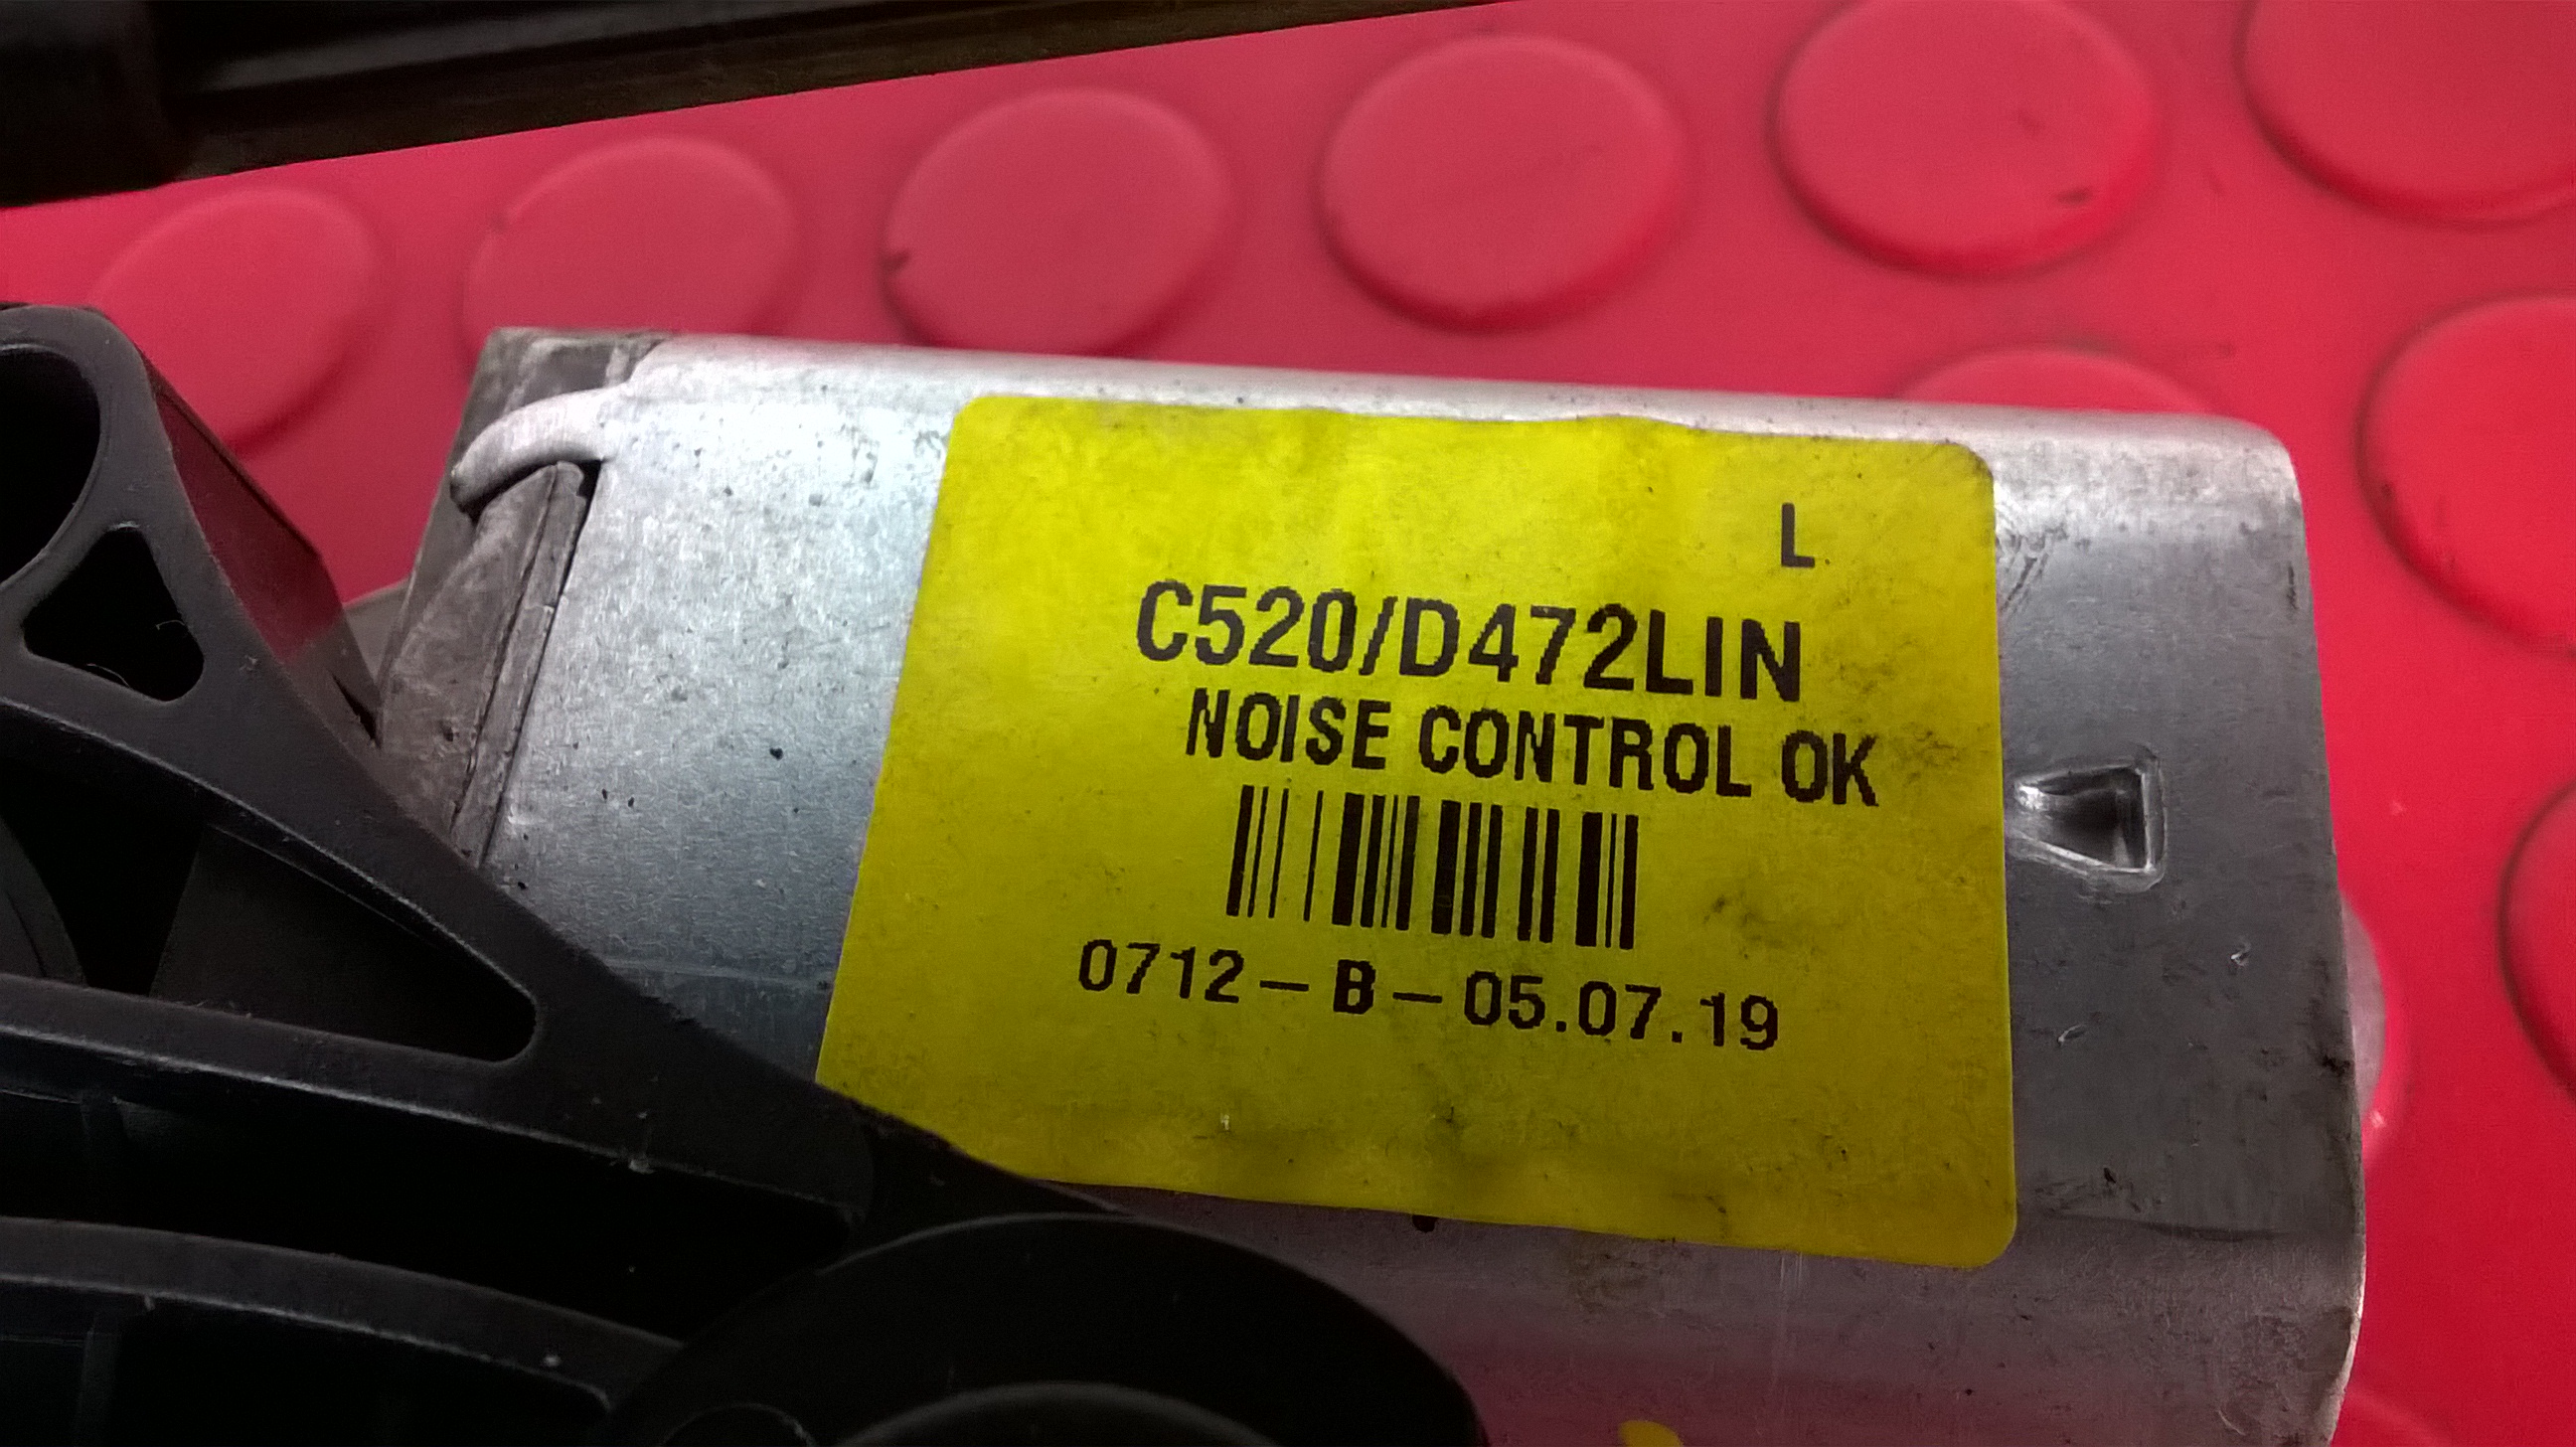 L
C520/D472LIN
NOISE CONTROL OK
0712-B-05.07.19